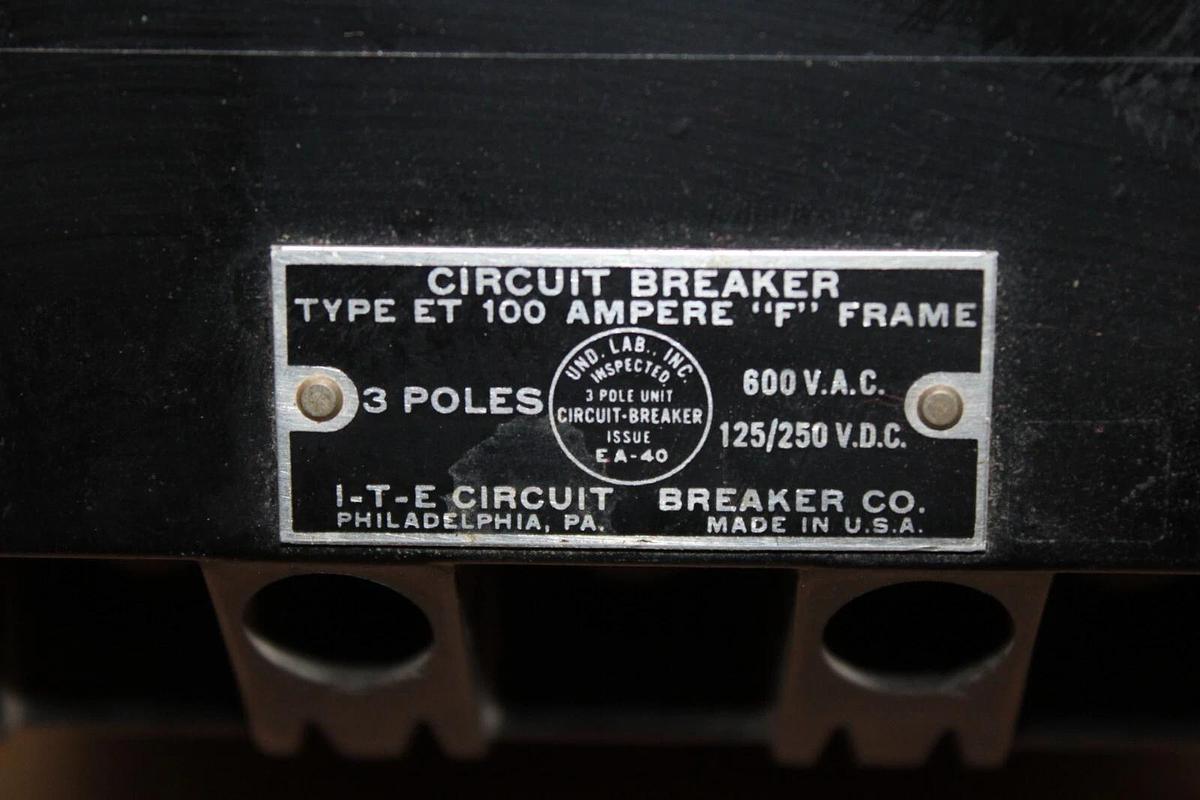 CIRCUIT BREAKER
TYPE ET 100 AMPERE "F" FRAME
3 POLES
UND. LAB., INC.
INSPECTED.
3 POLE UNIT
CIRCUIT-BREAKER
ISSUE
EA-40
600 V.A.C.
125/250 V.D.C.
I-T-E CIRCUIT BREAKER CO.
PHILADELPHIA, PA. MADE IN U.S.A.